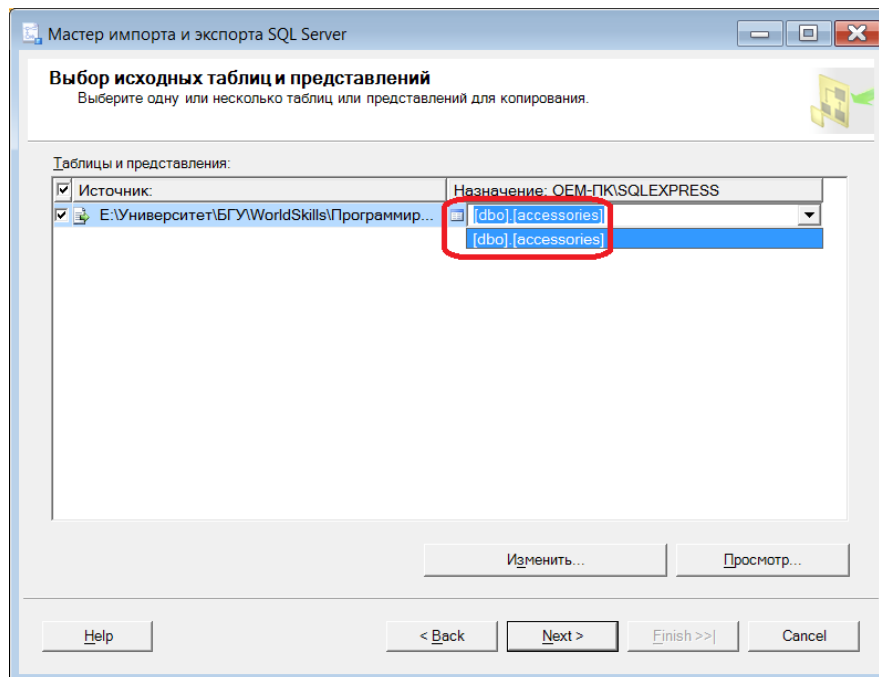 Мастер импорта и экспорта SQL Server
Выбор исходных таблиц и представлений
Выберите одну или несколько таблиц или представлений для копирования.
Таблицы и представления:
Источник: Назначение: ОЕМ-ПК\SQLEXPRESS
E:\Университет\БГУ\WorldSkills\Программир... [dbo].[accessories]
[dbo].[accessories]
Изменить... Просмотр...
Help < Back Next > Finish >>| Cancel